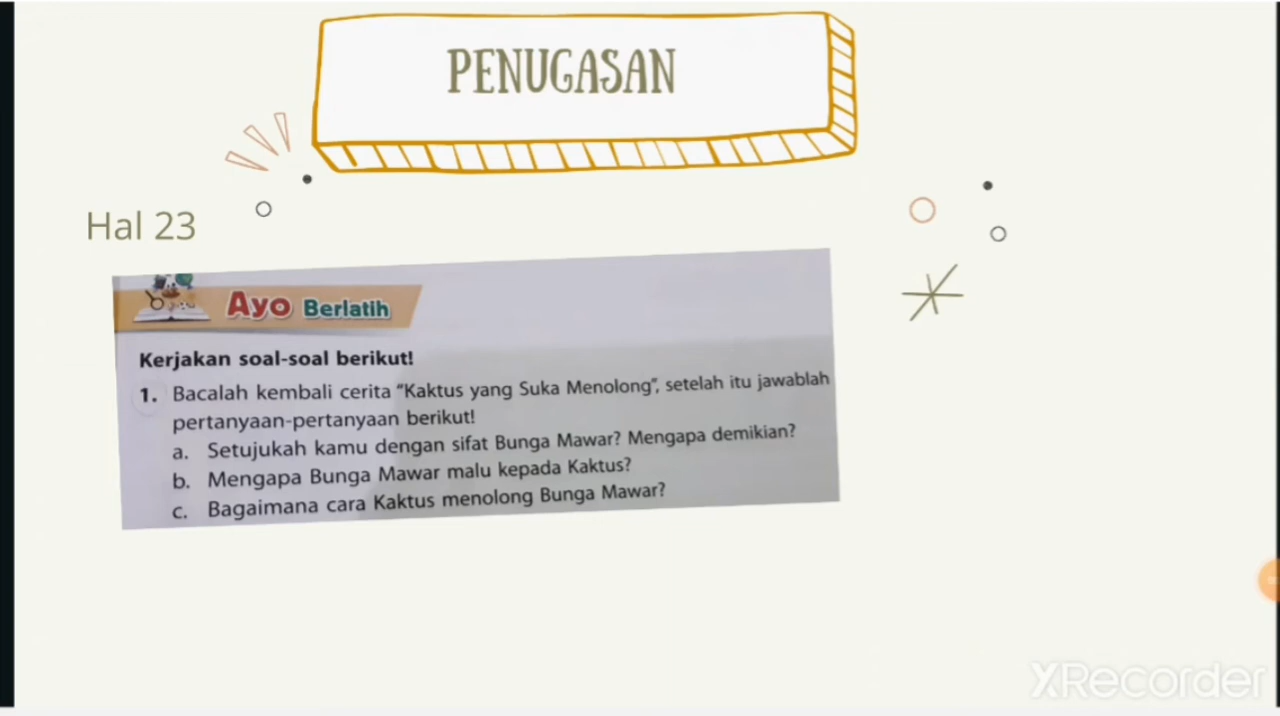 PENUGASAN
Hal 23
Ayo Berlatih
Kerjakan soal-soal berikut!
1. Bacalah kembali cerita “Kaktus yang Suka Menolong”, setelah itu jawablah
pertanyaan-pertanyaan berikut!
a. Setujukah kamu dengan sifat Bunga Mawar? Mengapa demikian?
b. Mengapa Bunga Mawar malu kepada Kaktus?
c. Bagaimana cara Kaktus menolong Bunga Mawar?
XRecorder